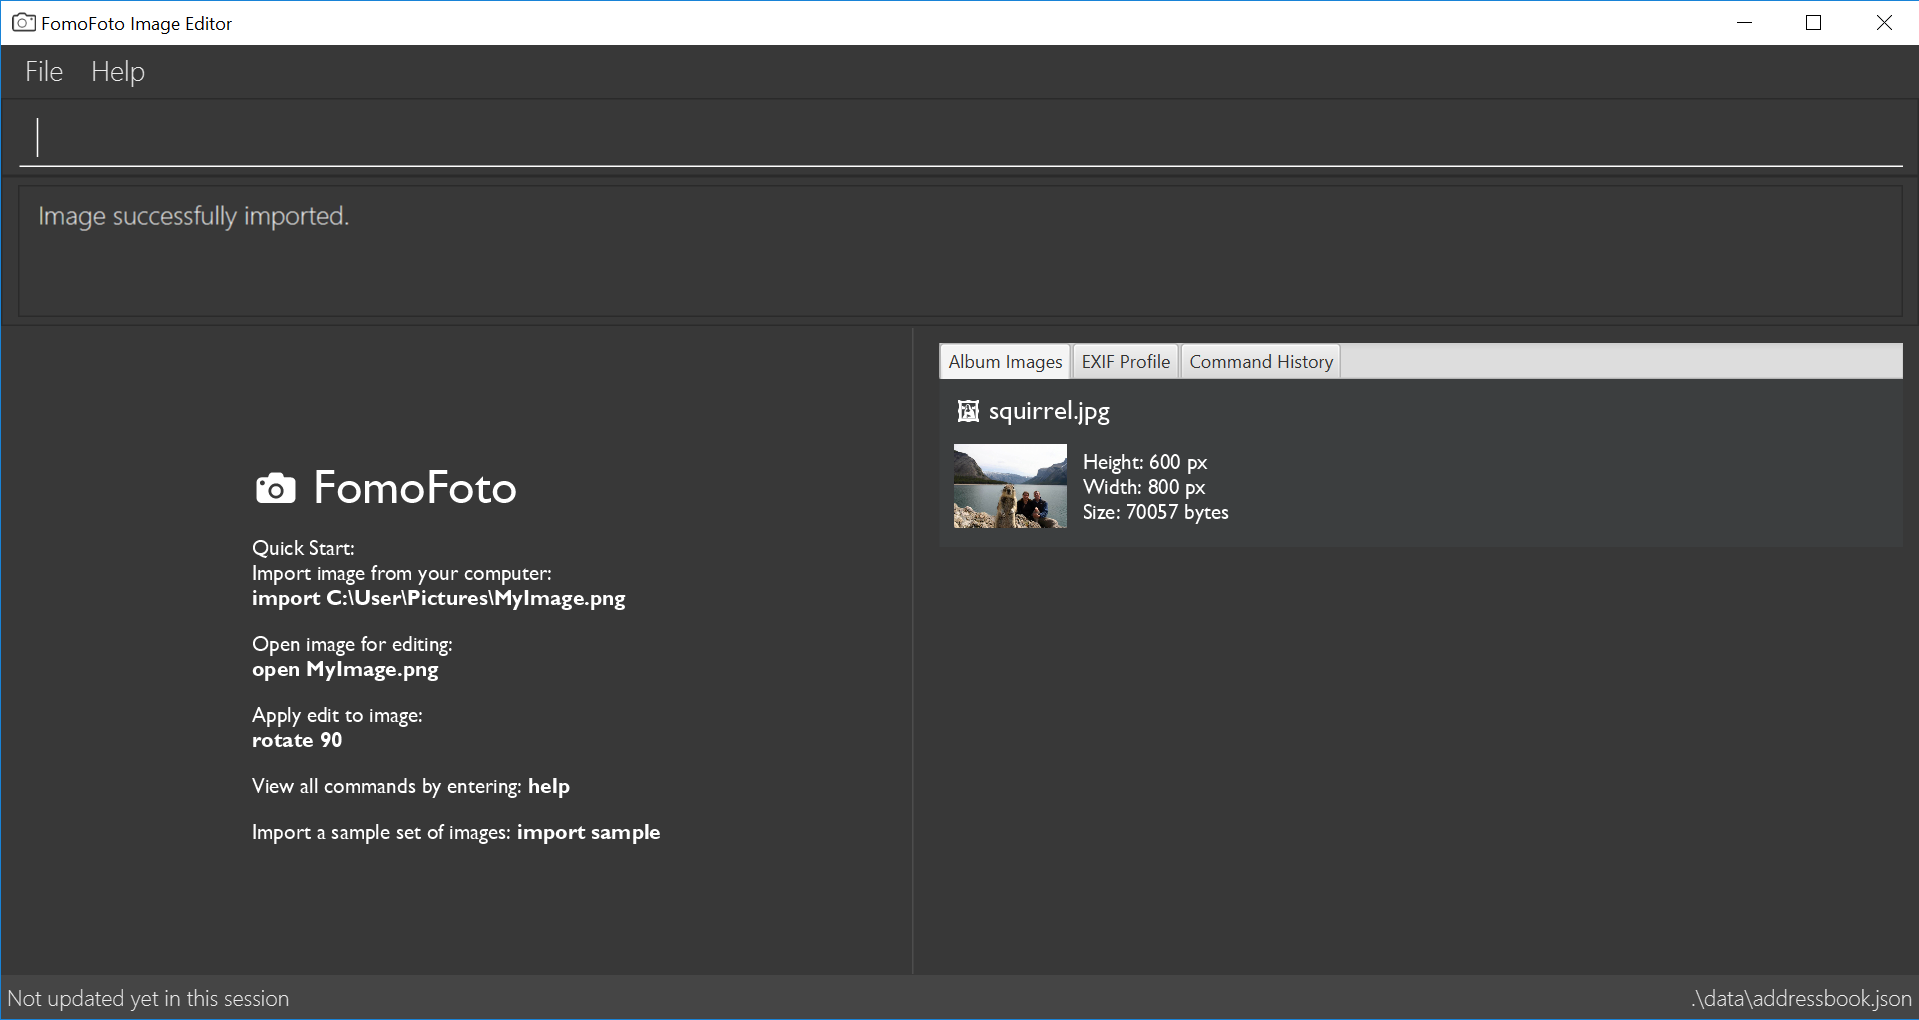 FomoFoto Image Editor
File Help
Image successfully imported.
Album Images EXIF Profile Command History
squirrel.jpg
Height: 600 px
Width: 800 px
Size: 70057 bytes
FomoFoto
Quick Start:
Import image from your computer:
import C:\User\Pictures\MyImage.png
Open image for editing:
open MyImage.png
Apply edit to image:
rotate 90
View all commands by entering: help
Import a sample set of images: import sample
Not updated yet in this session
.\data\addressbook.json